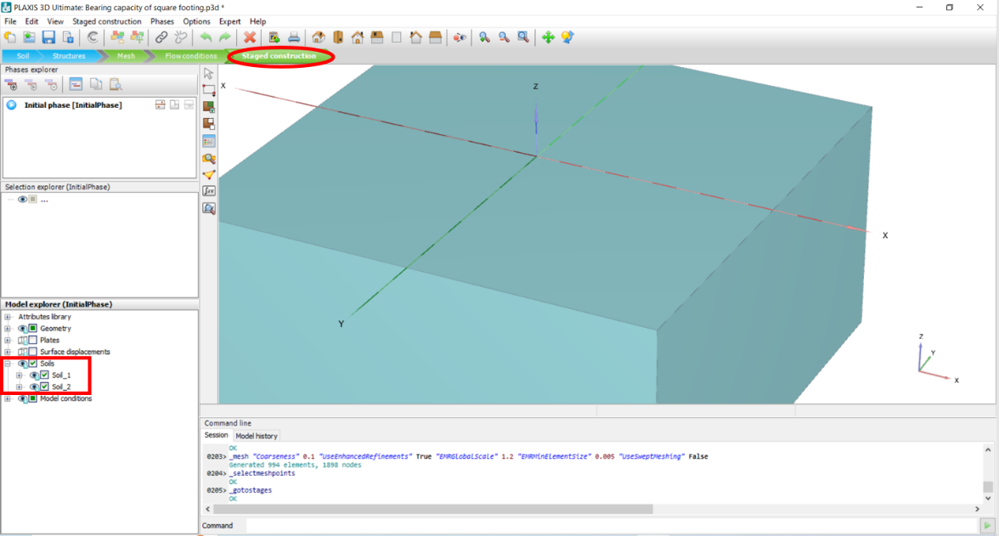 PLAXIS 3D Ultimate: Bearing capacity of square footing.p3d *
File Edit View Staged construction Phases Options Expert Help
Soil Structures Mesh Flow conditions Staged construction
Phases explorer
Initial phase [InitialPhase]
Selection explorer (InitialPhase)
...
Model explorer (InitialPhase)
Attributes library
Geometry
Plates
Surface displacements
Soils
Soil_1
Soil_2
Model conditions
X
Z
X
Y
Z
Y
X
Command line
Session Model history
OK
0203> _mesh "Coarseness" 0.1 "UseEnhancedRefinements" True "EMRGlobalScale" 1.2 "EMRMinElementSize" 0.005 "UseSweptMeshing" False
Generated 994 elements, 1898 nodes
0204> _selectmeshpoints
OK
0205> _gotostages
OK
Command